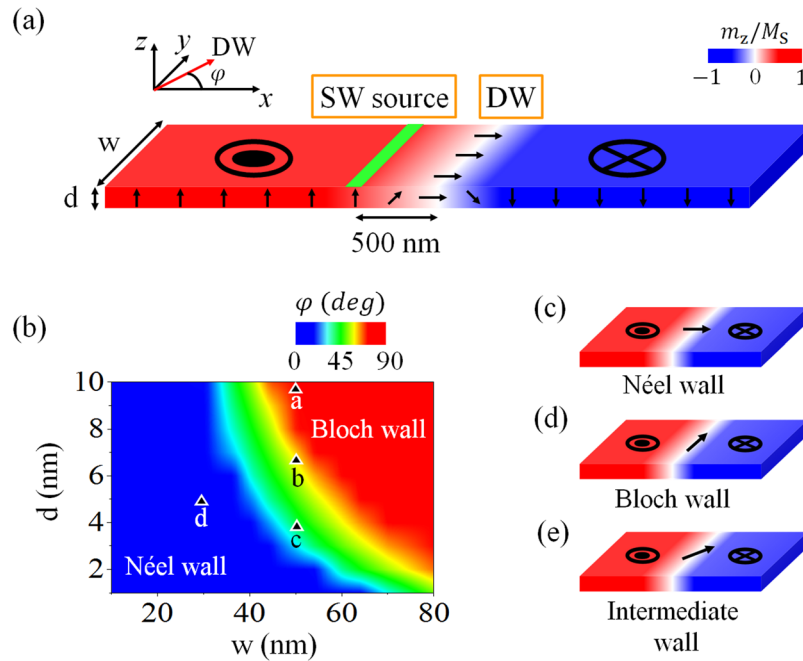 (a)
z
y
DW
φ
x
m_z/M_S
−1 0 1
SW source
DW
w
d
500 nm
(b)
φ (deg)
0 45 90
10
8
6
4
2
d (nm)
a
Bloch wall
b
d
c
Néel wall
20 40 60 80
w (nm)
(c)
Néel wall
(d)
Bloch wall
(e)
Intermediate
wall